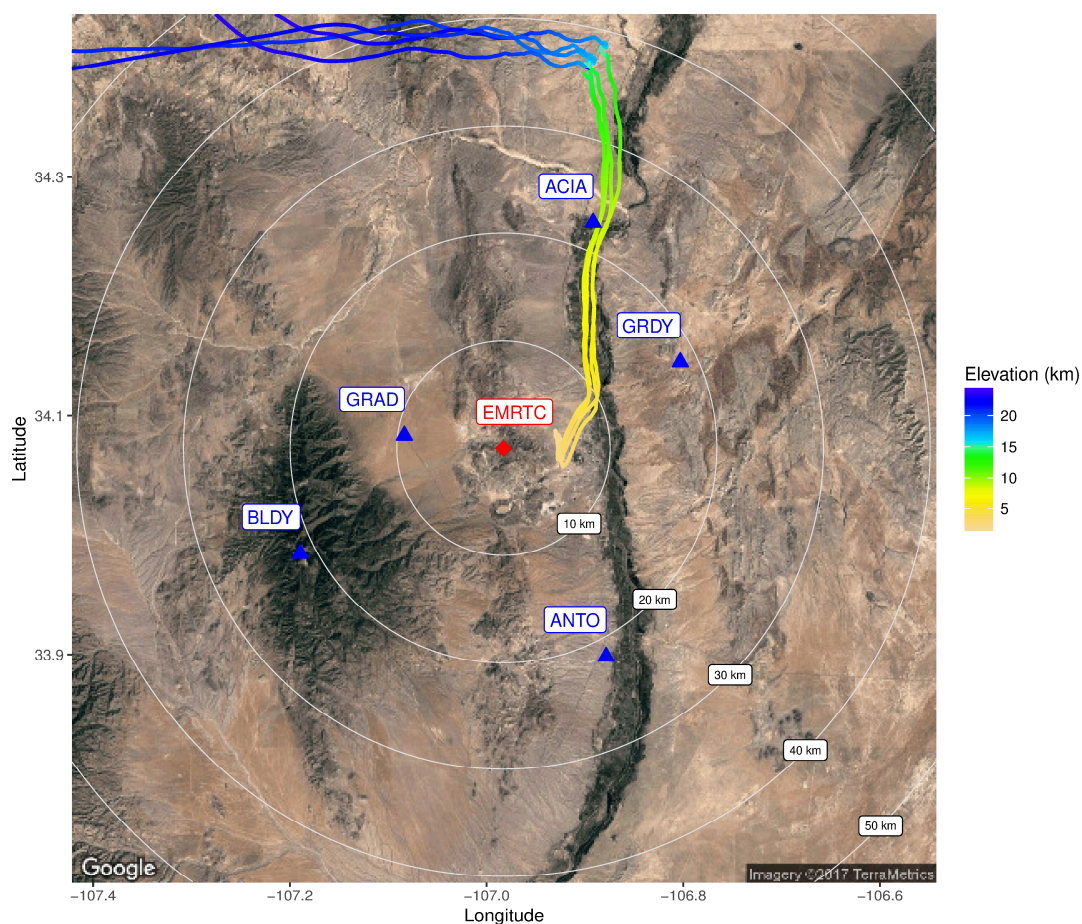 34.3
34.1
33.9
Latitude
−107.4
−107.2
−107.0
−106.8
−106.6
Longitude
ACIA
GRDY
GRAD
EMRTC
BLDY
ANTO
10 km
20 km
30 km
40 km
50 km
Google
Imagery ©2017 TerraMetrics
Elevation (km)
20
15
10
5